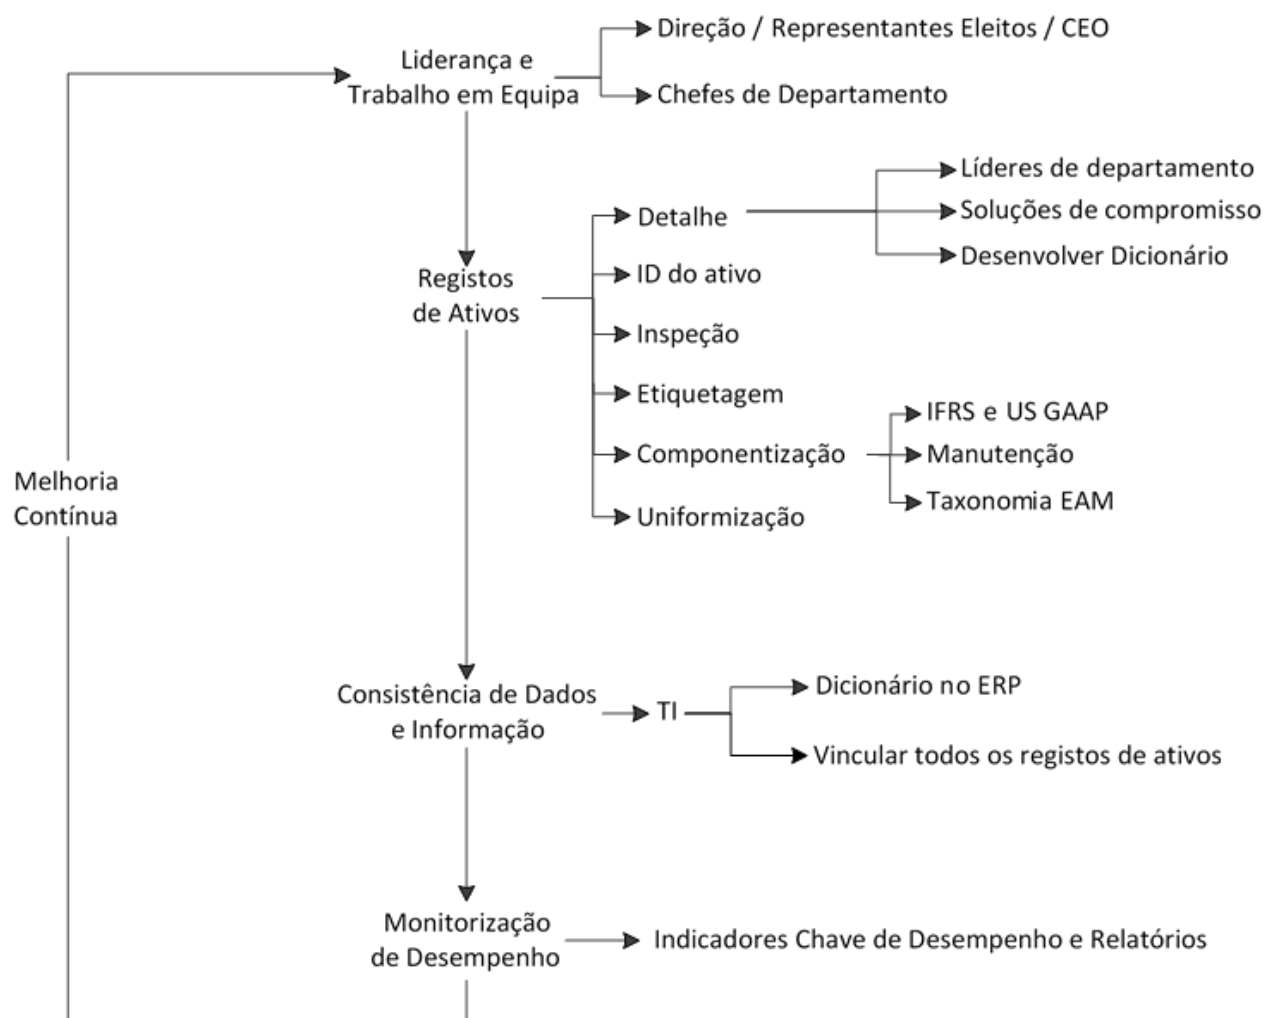 Direção / Representantes Eleitos / CEO
Liderança e
Trabalho em Equipa
Chefes de Departamento
Líderes de departamento
Detalhe
Soluções de compromisso
Desenvolver Dicionário
Registos
de Ativos
ID do ativo
Inspeção
Etiquetagem
IFRS e US GAAP
Componentização
Manutenção
Taxonomia EAM
Uniformização
Melhoria
Contínua
Consistência de Dados
e Informação
TI
Dicionário no ERP
Vincular todos os registos de ativos
Monitorização
de Desempenho
Indicadores Chave de Desempenho e Relatórios